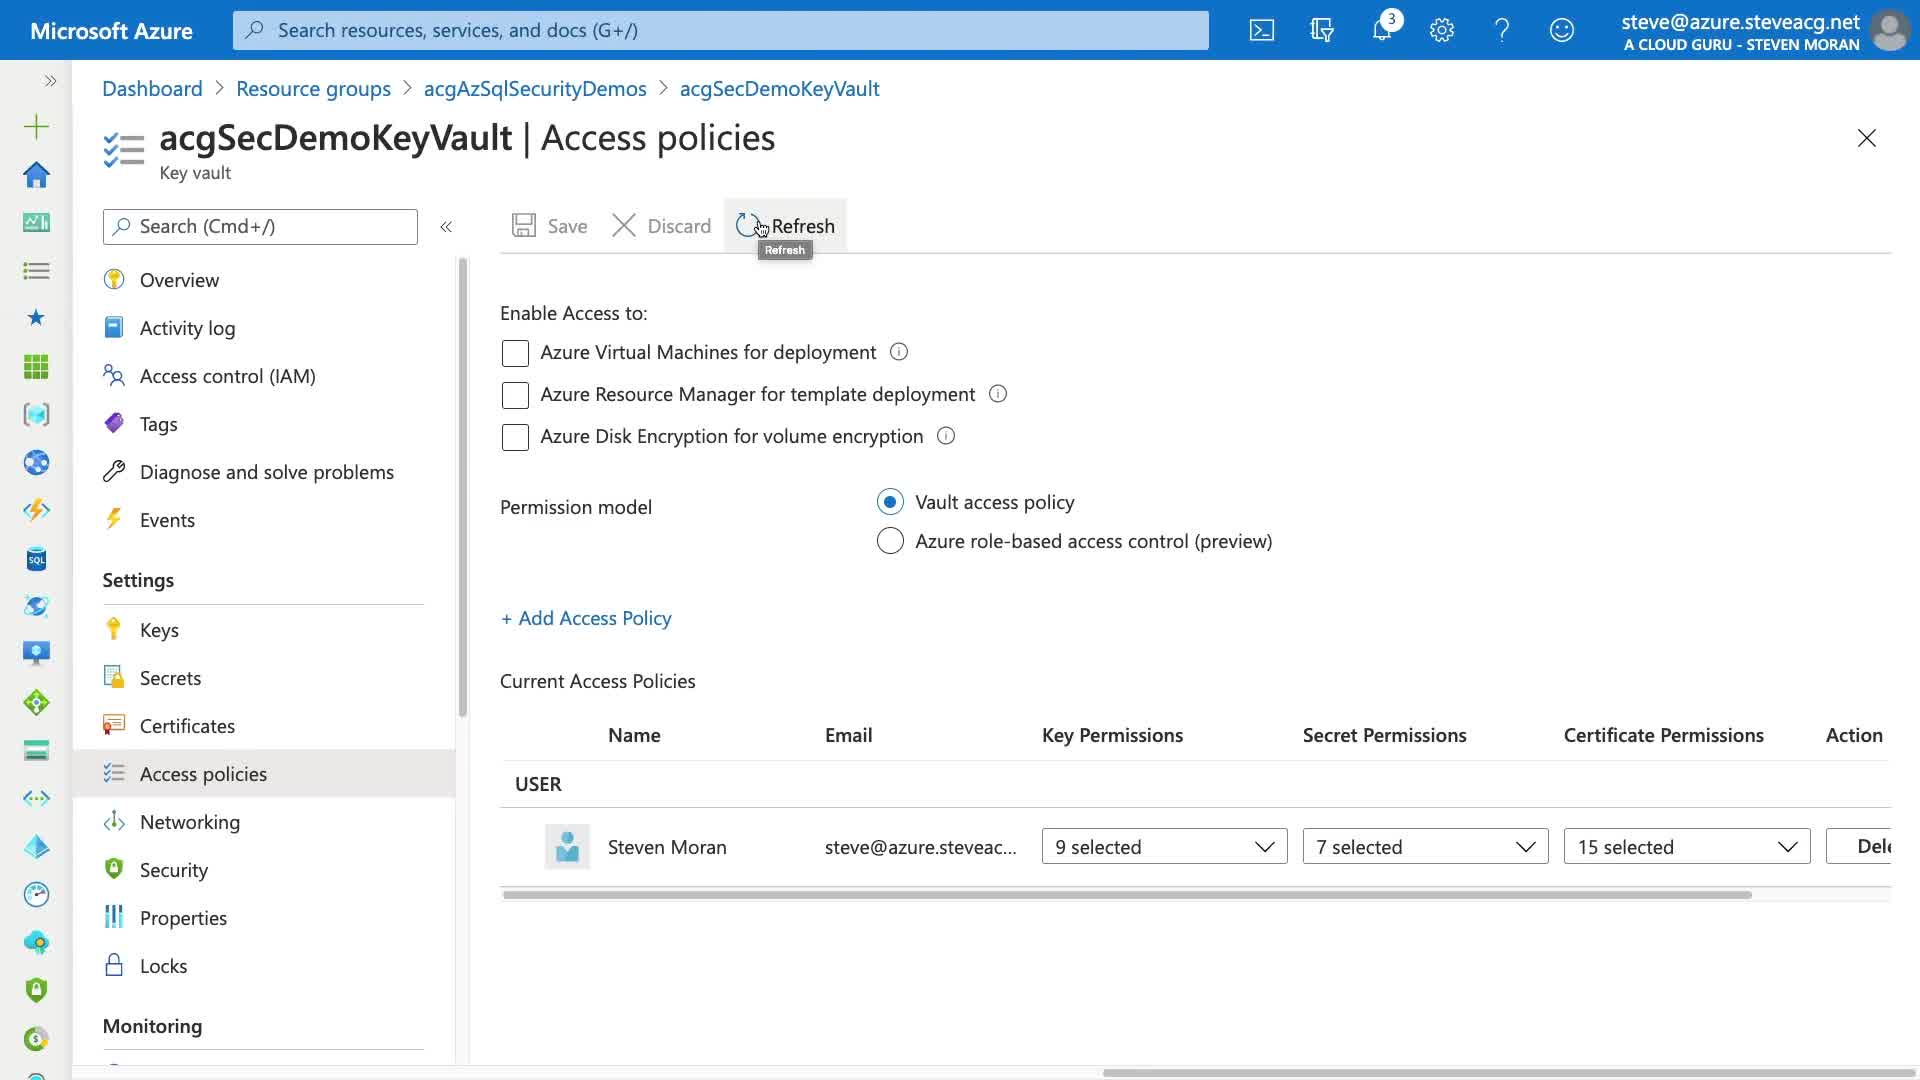 Microsoft Azure
Search resources, services, and docs (G+/)
3
steve@azure.steveacg.net
A CLOUD GURU - STEVEN MORAN
Dashboard > Resource groups > acgAzSqlSecurityDemos > acgSecDemoKeyVault
acgSecDemoKeyVault | Access policies
Key vault
Search (Cmd+/)
Save
Discard
Refresh
Refresh
Overview
Activity log
Access control (IAM)
Tags
Diagnose and solve problems
Events
Settings
Keys
Secrets
Certificates
Access policies
Networking
Security
Properties
Locks
Monitoring
Enable Access to:
Azure Virtual Machines for deployment
Azure Resource Manager for template deployment
Azure Disk Encryption for volume encryption
Permission model
Vault access policy
Azure role-based access control (preview)
+ Add Access Policy
Current Access Policies
Name Email Key Permissions Secret Permissions Certificate Permissions Action
USER
Steven Moran steve@azure.steveac... 9 selected 7 selected 15 selected Dele
SQL